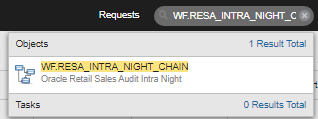 Requests WF.RESA_INTRA_NIGHT_C
Objects 1 Result Total
WF.RESA_INTRA_NIGHT_CHAIN
Oracle Retail Sales Audit Intra Night
Tasks 0 Results Total